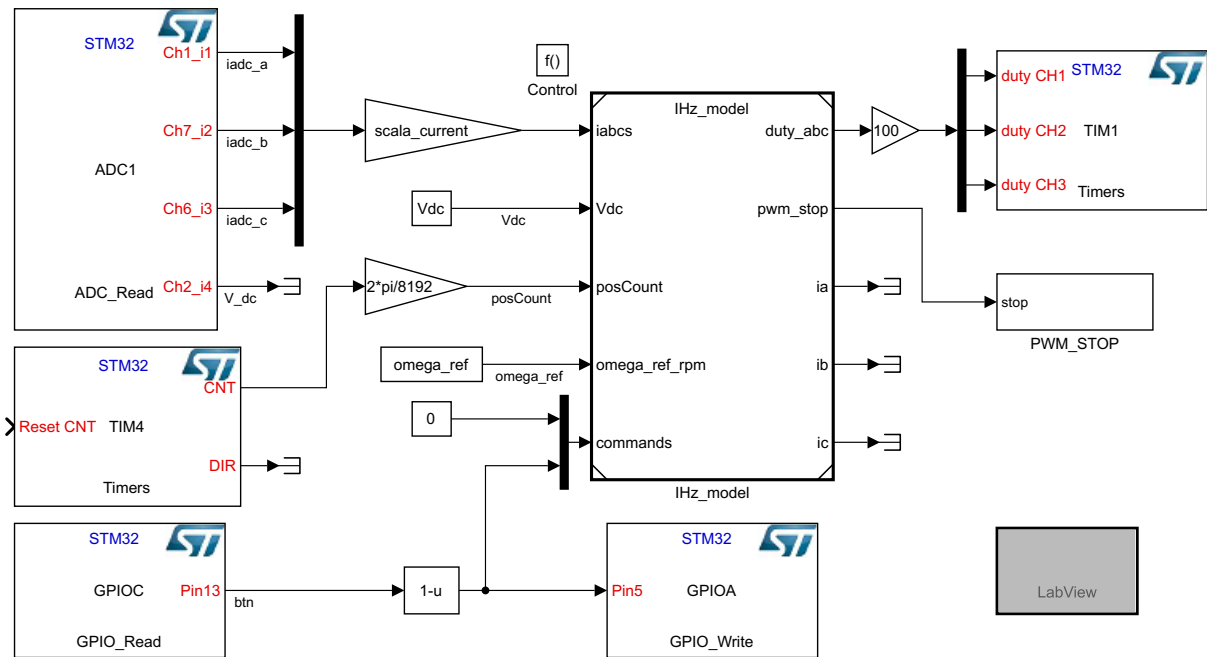 STM32
Ch1_i1
iadc_a
Ch7_i2
iadc_b
ADC1
Ch6_i3
iadc_c
Ch2_i4
ADC_Read
V_dc
f()
Control
scala_current
Vdc
Vdc
2*pi/8192
posCount
omega_ref
omega_ref
0
IHz_model
iabcs
duty_abc
Vdc
pwm_stop
posCount
ia
omega_ref_rpm
ib
commands
ic
IHz_model
100
duty CH1
STM32
duty CH2
TIM1
duty CH3
Timers
stop
PWM_STOP
STM32
CNT
Reset CNT
TIM4
DIR
Timers
STM32
GPIOC
Pin13
btn
GPIO_Read
1-u
STM32
Pin5
GPIOA
GPIO_Write
LabView